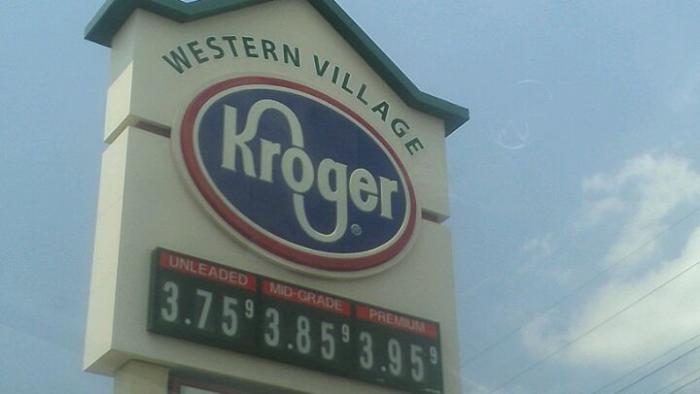 WESTERN VILLAGE
Kroger®
UNLEADED MID-GRADE PREMIUM
3.75 9 3.85 9 3.95 9